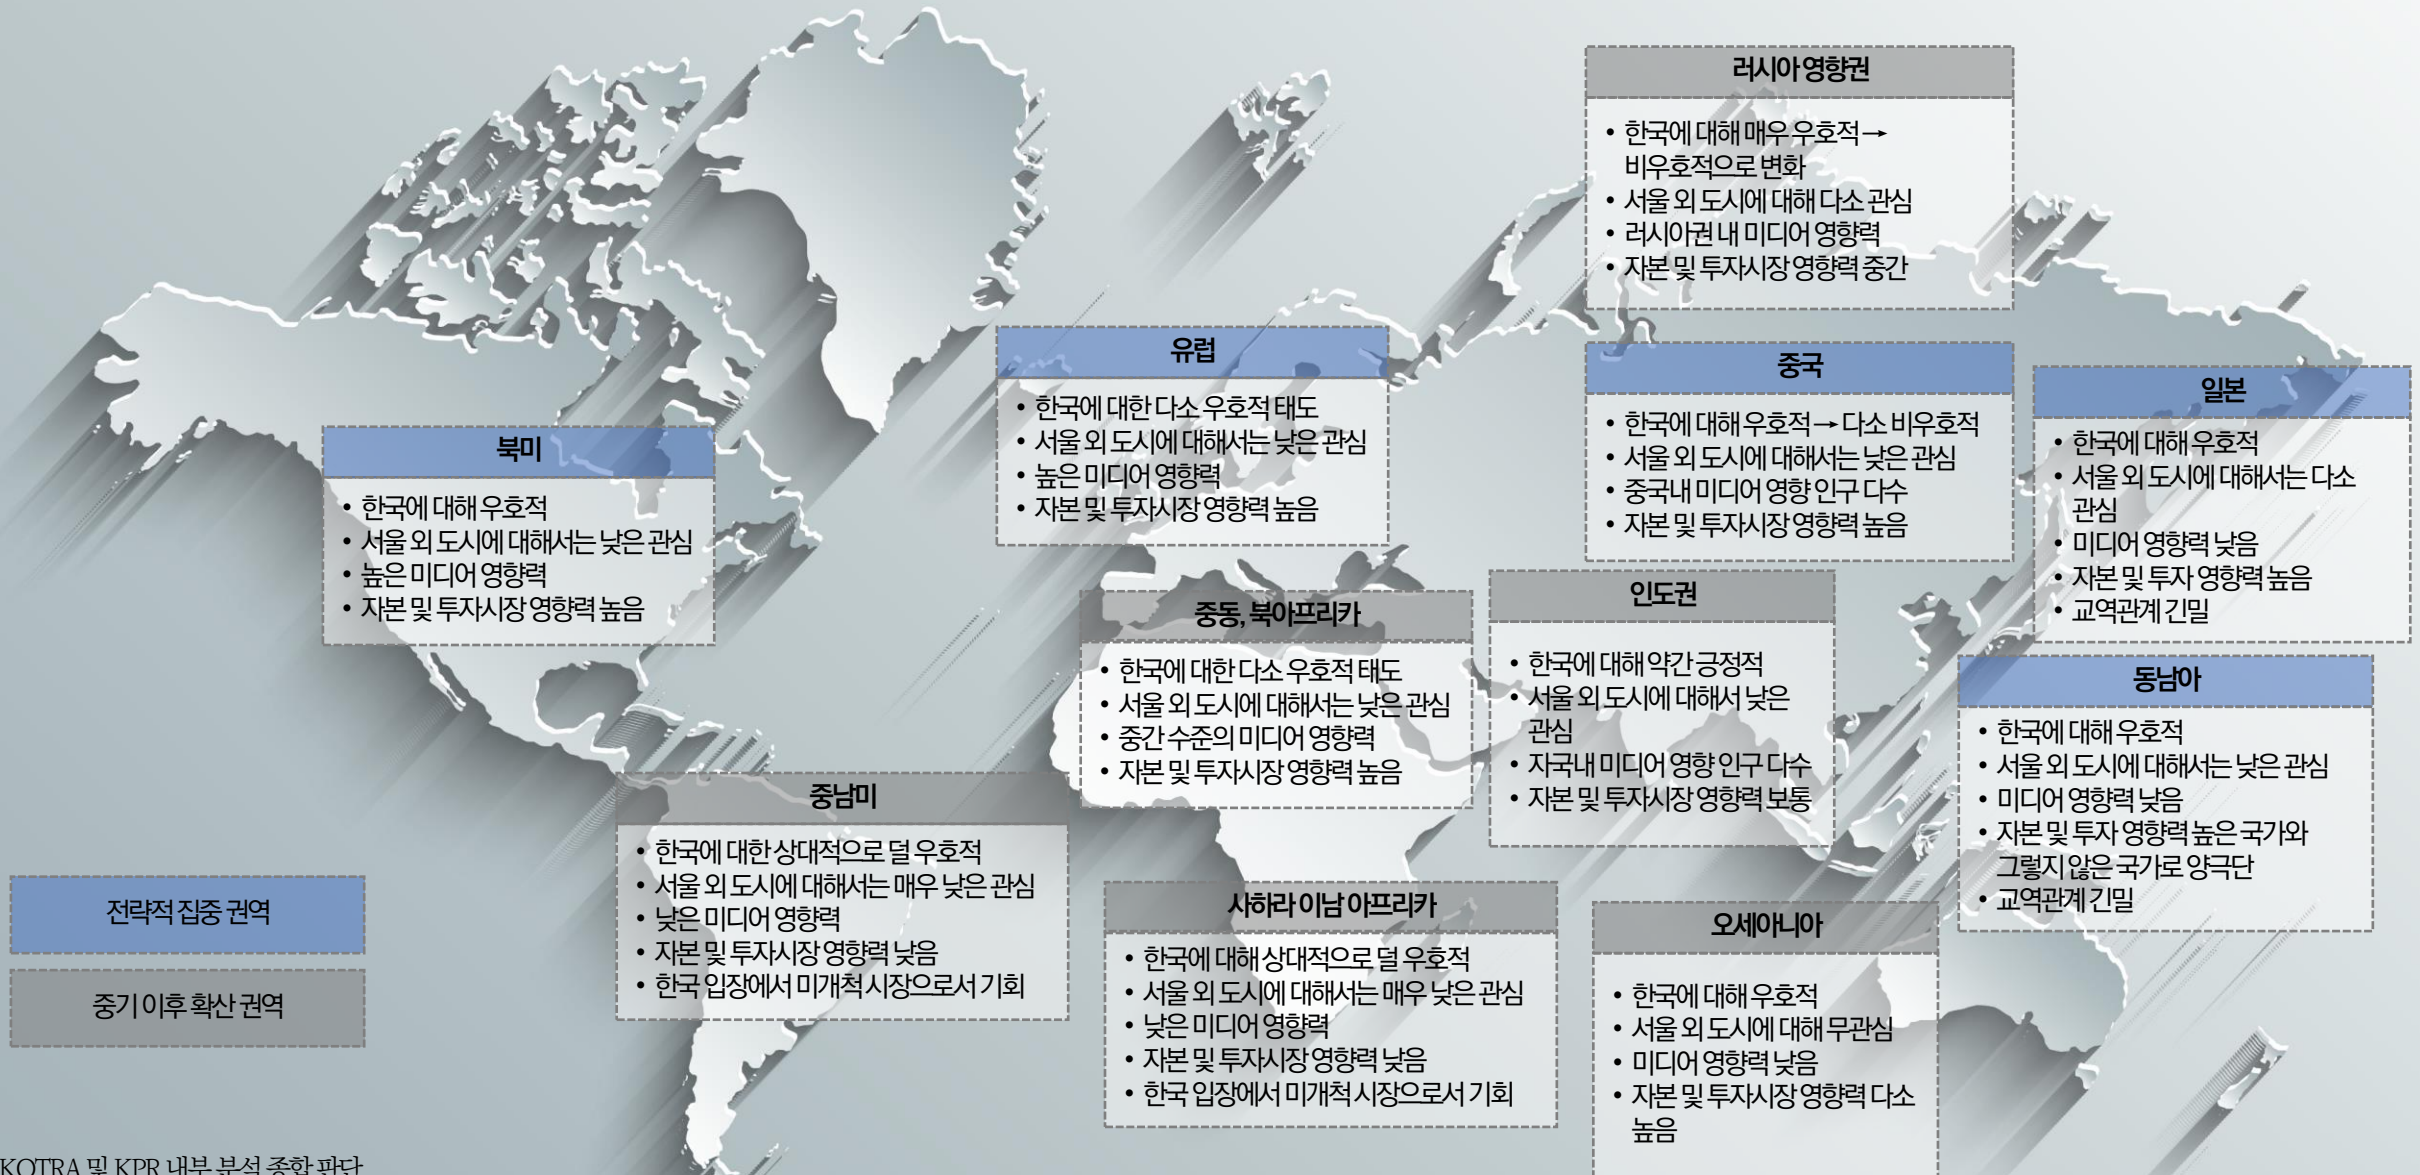 러시아 영향권
• 한국에 대해 매우 우호적 →
비우호적으로 변화
• 서울 외 도시에 대해 다소 관심
• 러시아권 내 미디어 영향력
• 자본 및 투자시장 영향력 중간
유럽
• 한국에 대한 다소 우호적 태도
• 서울 외 도시에 대해서는 낮은 관심
• 높은 미디어 영향력
• 자본 및 투자시장 영향력 높음
중국
• 한국에 대해 우호적 → 다소 비우호적
• 서울 외 도시에 대해서는 낮은 관심
• 중국내 미디어 영향 인구 다수
• 자본 및 투자시장 영향력 높음
일본
• 한국에 대해 우호적
• 서울 외 도시에 대해서는 다소
관심
• 미디어 영향력 낮음
• 자본 및 투자 영향력 높음
• 교역관계 긴밀
북미
• 한국에 대해 우호적
• 서울 외 도시에 대해서는 낮은 관심
• 높은 미디어 영향력
• 자본 및 투자시장 영향력 높음
중동, 북아프리카
• 한국에 대한 다소 우호적 태도
• 서울 외 도시에 대해서는 낮은 관심
• 중간 수준의 미디어 영향력
• 자본 및 투자시장 영향력 높음
인도권
• 한국에 대해 약간 긍정적
• 서울 외 도시에 대해서 낮은
관심
• 자국내 미디어 영향 인구 다수
• 자본 및 투자시장 영향력 보통
동남아
• 한국에 대해 우호적
• 서울 외 도시에 대해서는 낮은 관심
• 미디어 영향력 낮음
• 자본 및 투자 영향력 높은 국가와
그렇지 않은 국가로 양극단
• 교역관계 긴밀
중남미
• 한국에 대한 상대적으로 덜 우호적
• 서울 외 도시에 대해서는 매우 낮은 관심
• 낮은 미디어 영향력
• 자본 및 투자시장 영향력 낮음
• 한국 입장에서 미개척 시장으로서 기회
사하라 이남 아프리카
• 한국에 대해 상대적으로 덜 우호적
• 서울 외 도시에 대해서는 매우 낮은 관심
• 낮은 미디어 영향력
• 자본 및 투자시장 영향력 낮음
• 한국 입장에서 미개척 시장으로서 기회
오세아니아
• 한국에 대해 우호적
• 서울 외 도시에 대해 무관심
• 미디어 영향력 낮음
• 자본 및 투자시장 영향력 다소
높음
전략적 집중 권역
중기 이후 확산 권역
KOTRA 및 KPR 내부 분석 종합 판단